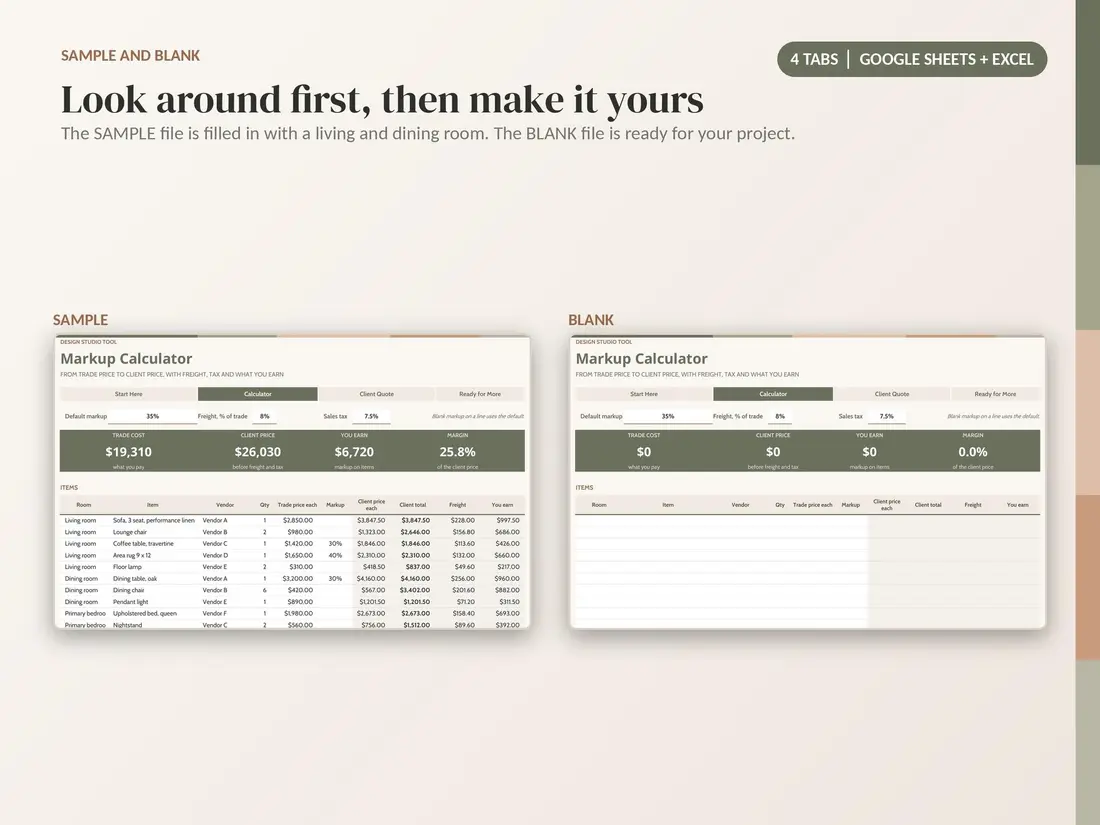 SAMPLE AND BLANK
4 TABS | GOOGLE SHEETS + EXCEL
Look around first, then make it yours
The SAMPLE file is filled in with a living and dining room. The BLANK file is ready for your project.
SAMPLE
DESIGN STUDIO TOOL
Markup Calculator
FROM TRADE PRICE TO CLIENT PRICE, WITH FREIGHT, TAX AND WHAT YOU EARN
Start Here Calculator Client Quote Ready for More
Default markup 35% Freight, % of trade 8% Sales tax 7.5% Blank markup on a line uses the default.
TRADE COST CLIENT PRICE YOU EARN MARGIN
$19,310 $26,030 $6,720 25.8%
what you pay before freight and tax markup on items of the client price
ITEMS
Room Item Vendor Qty Trade price each Markup Client price each Client total Freight You earn
Living room Sofa, 3 seat, performance linen Vendor A 1 $2,850.00 $3,847.50 $3,847.50 $228.00 $997.50
Living room Lounge chair Vendor B 2 $980.00 $1,323.00 $2,646.00 $156.80 $686.00
Living room Coffee table, travertine Vendor C 1 $1,420.00 30% $1,846.00 $1,846.00 $113.60 $426.00
Living room Area rug 9 x 12 Vendor D 1 $1,650.00 40% $2,310.00 $2,310.00 $132.00 $660.00
Living room Floor lamp Vendor E 2 $310.00 $418.50 $837.00 $49.60 $217.00
Dining room Dining table, oak Vendor A 1 $3,200.00 30% $4,160.00 $4,160.00 $256.00 $960.00
Dining room Dining chair Vendor B 6 $420.00 $567.00 $3,402.00 $201.60 $882.00
Dining room Pendant light Vendor E 1 $890.00 $1,201.50 $1,201.50 $71.20 $311.50
Primary bedroo Upholstered bed, queen Vendor F 1 $1,980.00 $2,673.00 $2,673.00 $158.40 $693.00
Primary bedroo Nightstand Vendor C 2 $560.00 $756.00 $1,512.00 $89.60 $392.00
BLANK
DESIGN STUDIO TOOL
Markup Calculator
FROM TRADE PRICE TO CLIENT PRICE, WITH FREIGHT, TAX AND WHAT YOU EARN
Start Here Calculator Client Quote Ready for More
Default markup 35% Freight, % of trade 8% Sales tax 7.5% Blank markup on a line uses the default.
TRADE COST CLIENT PRICE YOU EARN MARGIN
$0 $0 $0 0.0%
what you pay before freight and tax markup on items of the client price
ITEMS
Room Item Vendor Qty Trade price each Markup Client price each Client total Freight You earn